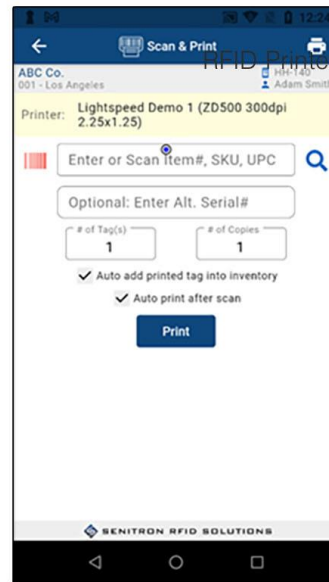 12:24
Scan & Print
RFID Printe
ABC Co.
HH-140
001 - Los Angeles
Adam Smith
Printer:
Lightspeed Demo 1 (ZD500 300dpi
2.25x1.25)
Enter or Scan Item#, SKU, UPC
Optional: Enter Alt. Serial#
# of Tag(s)
# of Copies
1
1
Auto add printed tag into inventory
Auto print after scan
Print
SENITRON RFID SOLUTIONS